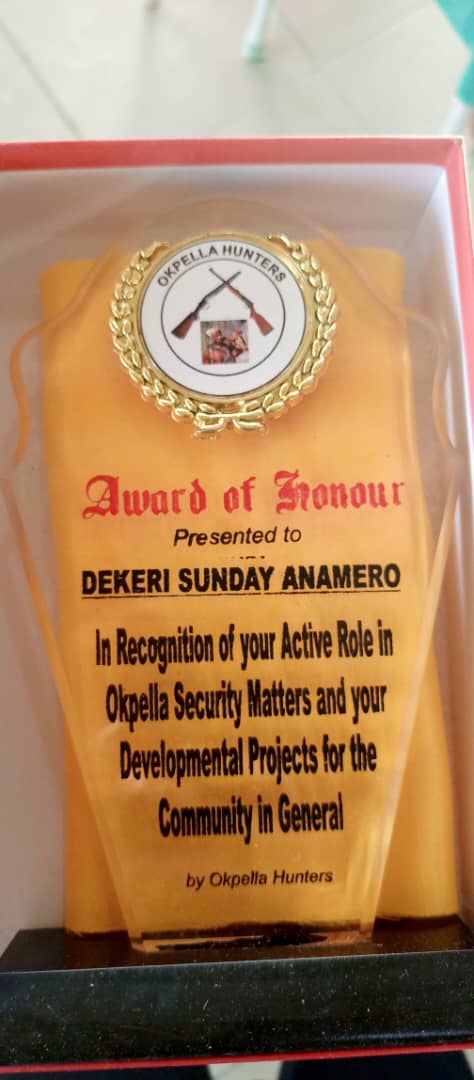 OKPELLA HUNTERS
Award of Honour
Presented to
DEKERI SUNDAY ANAMERO
In Recognition of your Active Role in
Okpella Security Matters and your
Developmental Projects for the
Community in General
by Okpella Hunters